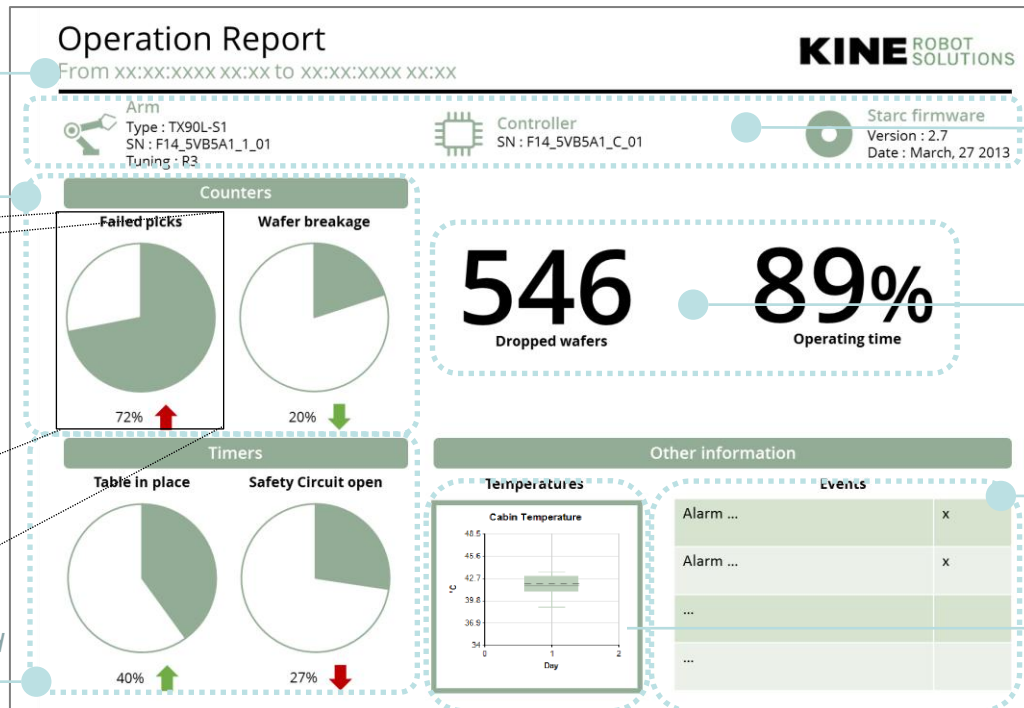 Operation Report
From xx:xx:xxxx xx:xx to xx:xx:xxxx xx:xx
KINE ROBOT SOLUTIONS
Arm
Type : TX90L-S1
SN : F14_5VB5A1_1_01
Tuning : R3
Controller
SN : F14_5VB5A1_C_01
Starc firmware
Version : 2.7
Date : March, 27 2013
Counters
Failed picks
Wafer breakage
72%
20%
546
Dropped wafers
89%
Operating time
Timers
Table in place
Safety Circuit open
40%
27%
Other information
Temperatures
Cabin Temperature
48.5
45.6
42.7
39.8
36.9
34
°C
0
1
2
Day
Events
Alarm ... x
Alarm ... x
...
...